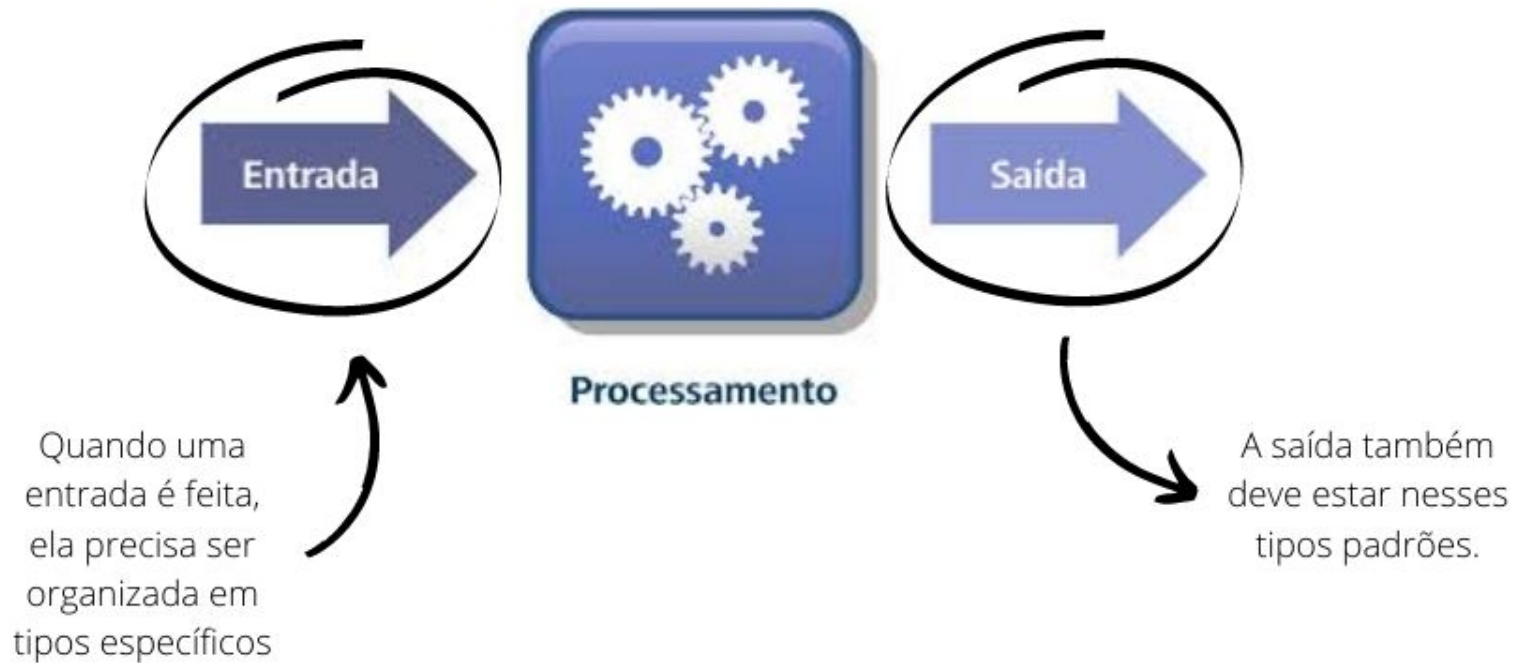 Entrada
Saída
Processamento
Quando uma
entrada é feita,
ela precisa ser
organizada em
tipos específicos
A saída também
deve estar nesses
tipos padrões.